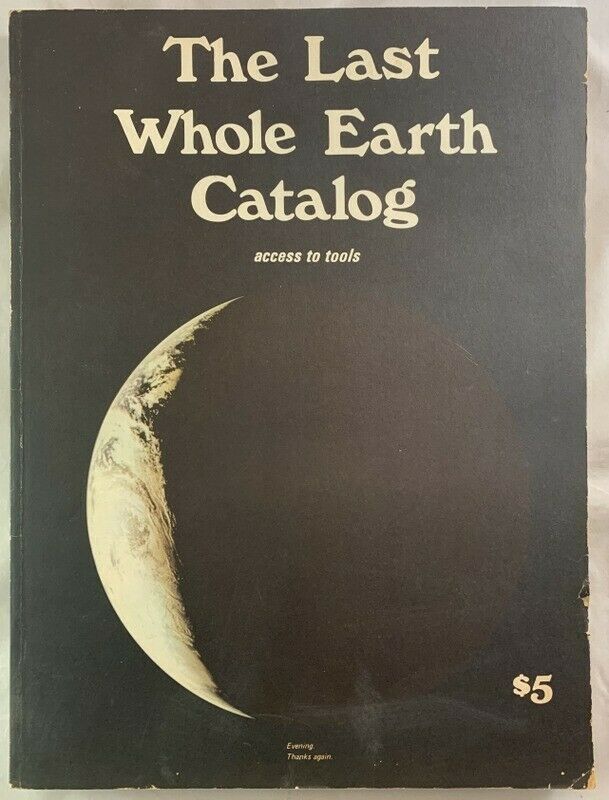 The Last
Whole Earth
Catalog
access to tools
$5
Evening.
Thanks again.